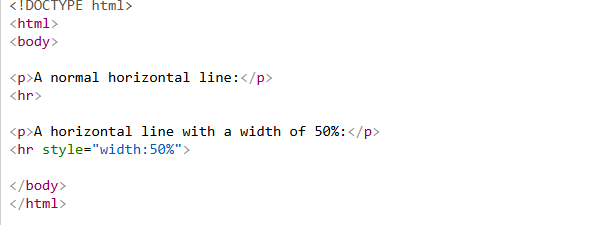 <!DOCTYPE html>
<html>
<body>
<p>A normal horizontal line:</p>
<hr>
<p>A horizontal line with a width of 50%:</p>
<hr style="width:50%">
</body>
</html>